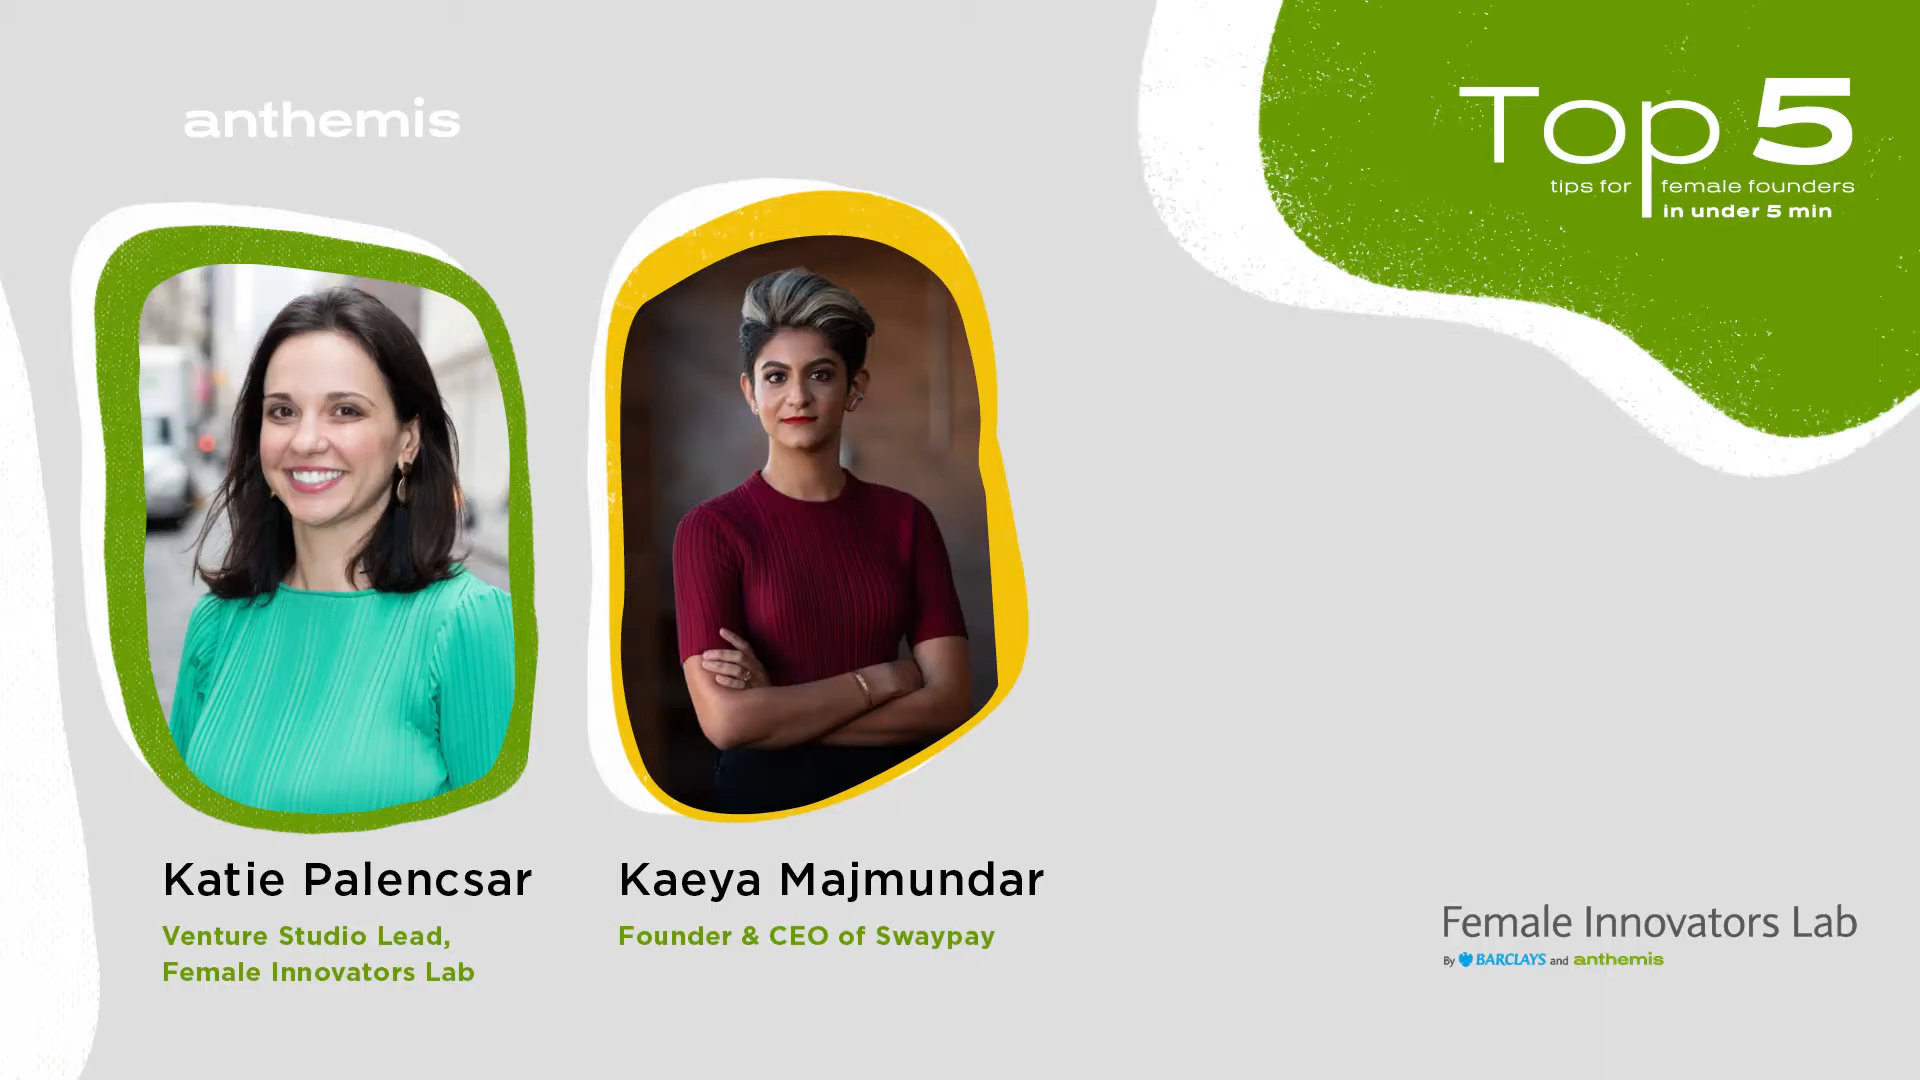 anthemis
Top 5
tips for female founders
in under 5 min
Katie Palencsar
Venture Studio Lead,
Female Innovators Lab
Kaeya Majmundar
Founder & CEO of Swaypay
Female Innovators Lab
By BARCLAYS and anthemis